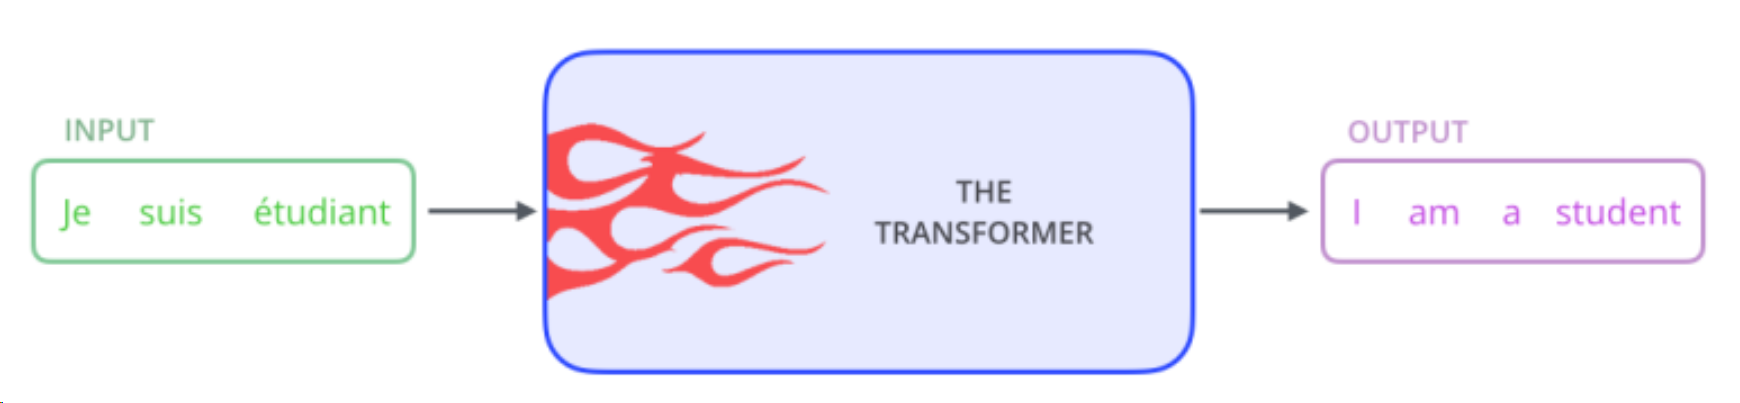 INPUT
Je suis étudiant
THE
TRANSFORMER
OUTPUT
I am a student